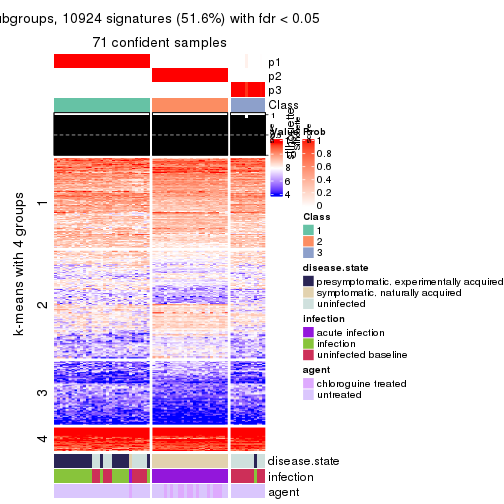 ubgroups, 10924 signatures (51.6%) with fdr < 0.05
71 confident samples
p1
p2
p3
Class
1
silhouette
Prob
8
6
4
1
0.8
0.6
0.4
0.2
0
k-means with 4 groups
1
2
3
4
Class
1
2
3
disease.state
presymptomatic, experimentally acquired
symptomatic, naturally acquired
uninfected
infection
acute infection
infection
uninfected baseline
agent
chloroguine treated
untreated
disease.state
infection
agent